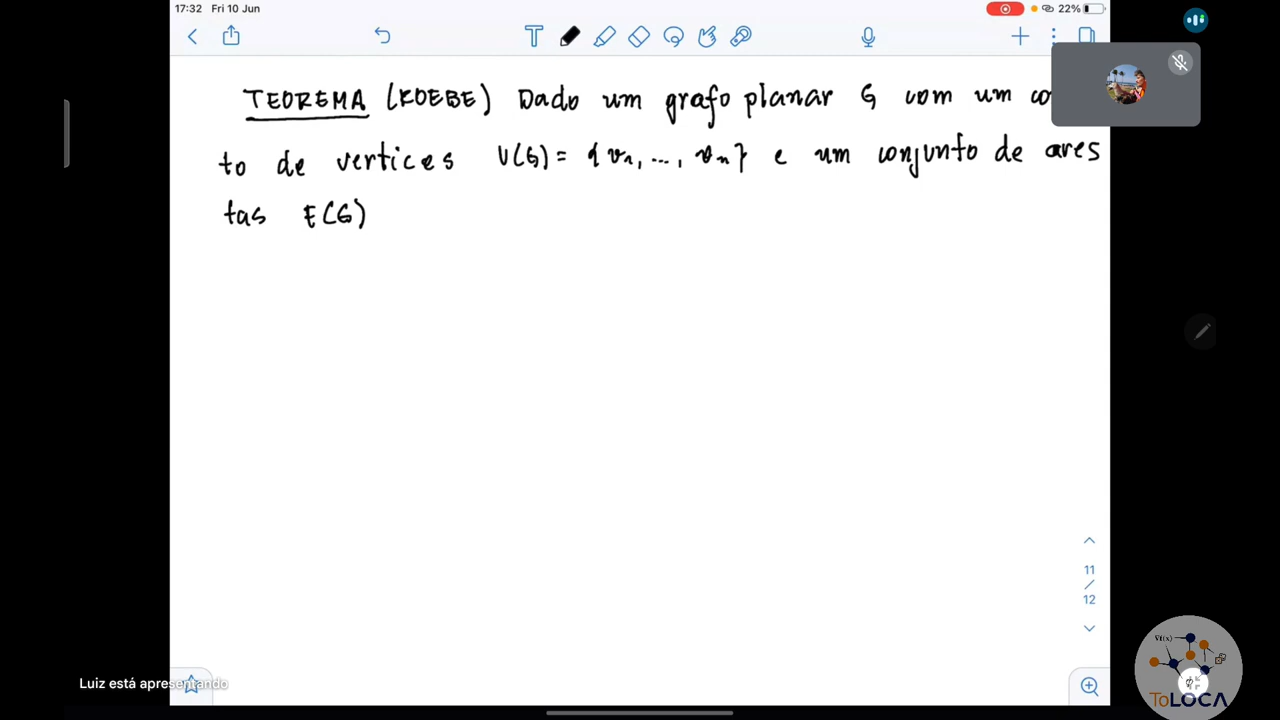 17:32 Fri 10 Jun
22%
TEOREMA (KOEBE) Dado um grafo planar G com um co
to de vertices V(G) = {v1, ..., vn} e um conjunto de ares
tas E(G)
11
/
12
Luiz está apresentando
∇f(x)
ToLOCA